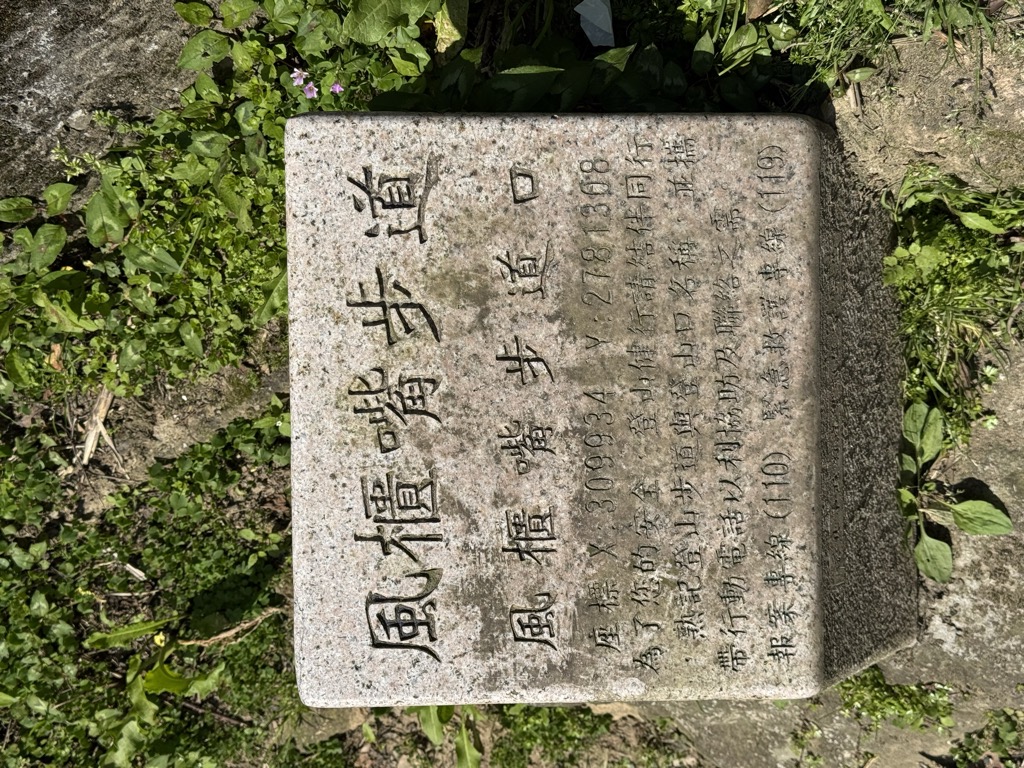 風櫃嘴步道
風櫃嘴步道口
座標 X:309934 Y:2781308
為了您的安全‧登山健行請結伴同行
‧熟記登山步道與登山口名稱‧並攜
帶行動電話以利協助及聯絡之需
報案專線(110) 緊急救護專線(119)